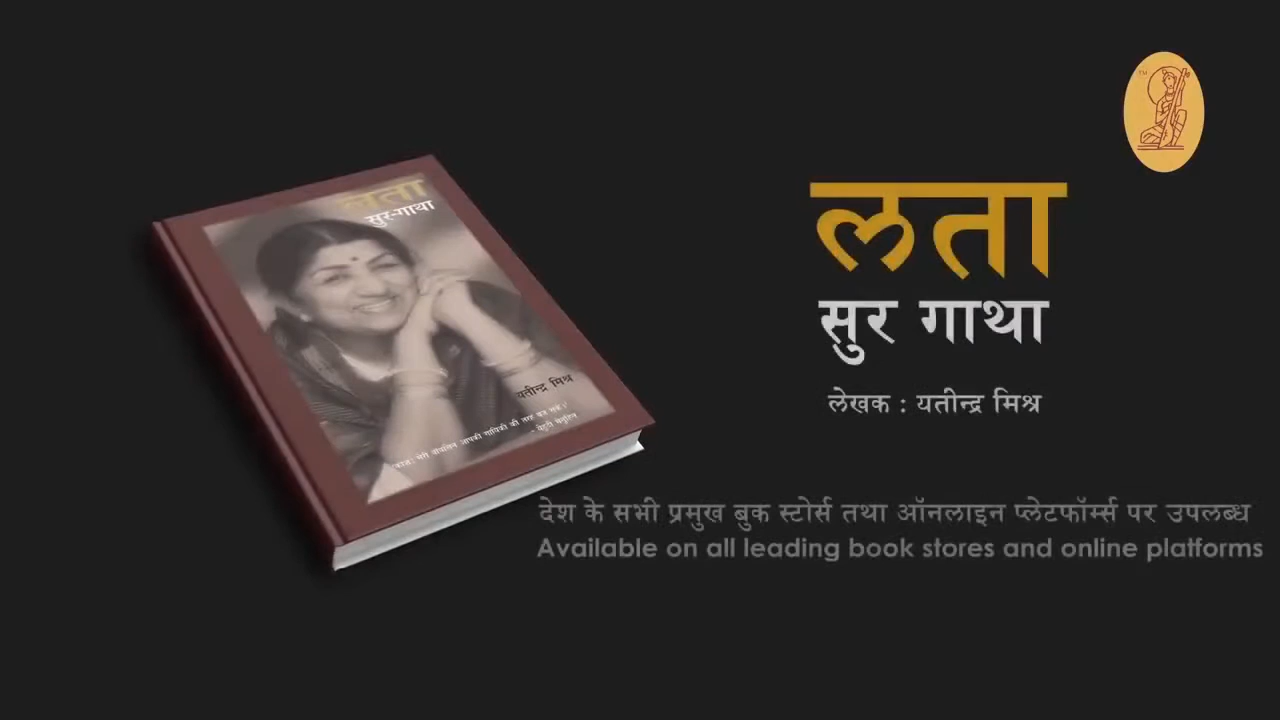 लता
सुर-गाथा
यतीन्द्र मिश्र
लता
सुर गाथा
लेखक : यतीन्द्र मिश्र
देश के सभी प्रमुख बुक स्टोर्स तथा ऑनलाइन प्लेटफॉर्म्स पर उपलब्ध
Available on all leading book stores and online platforms
TM